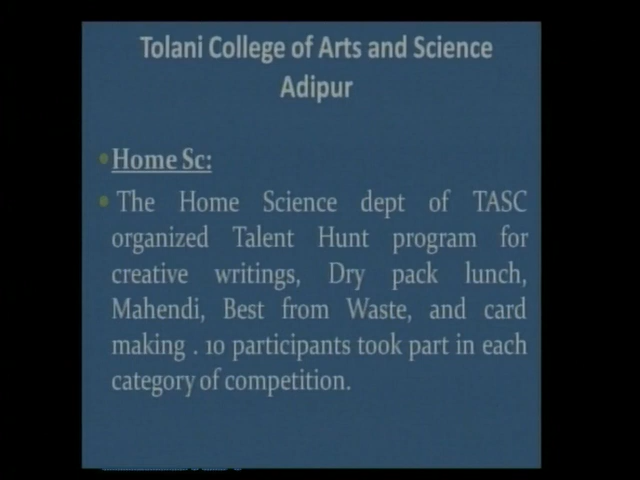 Tolani College of Arts and Science
Adipur
•Home Sc:
• The Home Science dept of TASC
organized Talent Hunt program for
creative writings, Dry pack lunch,
Mahendi, Best from Waste, and card
making . 10 participants took part in each
category of competition.